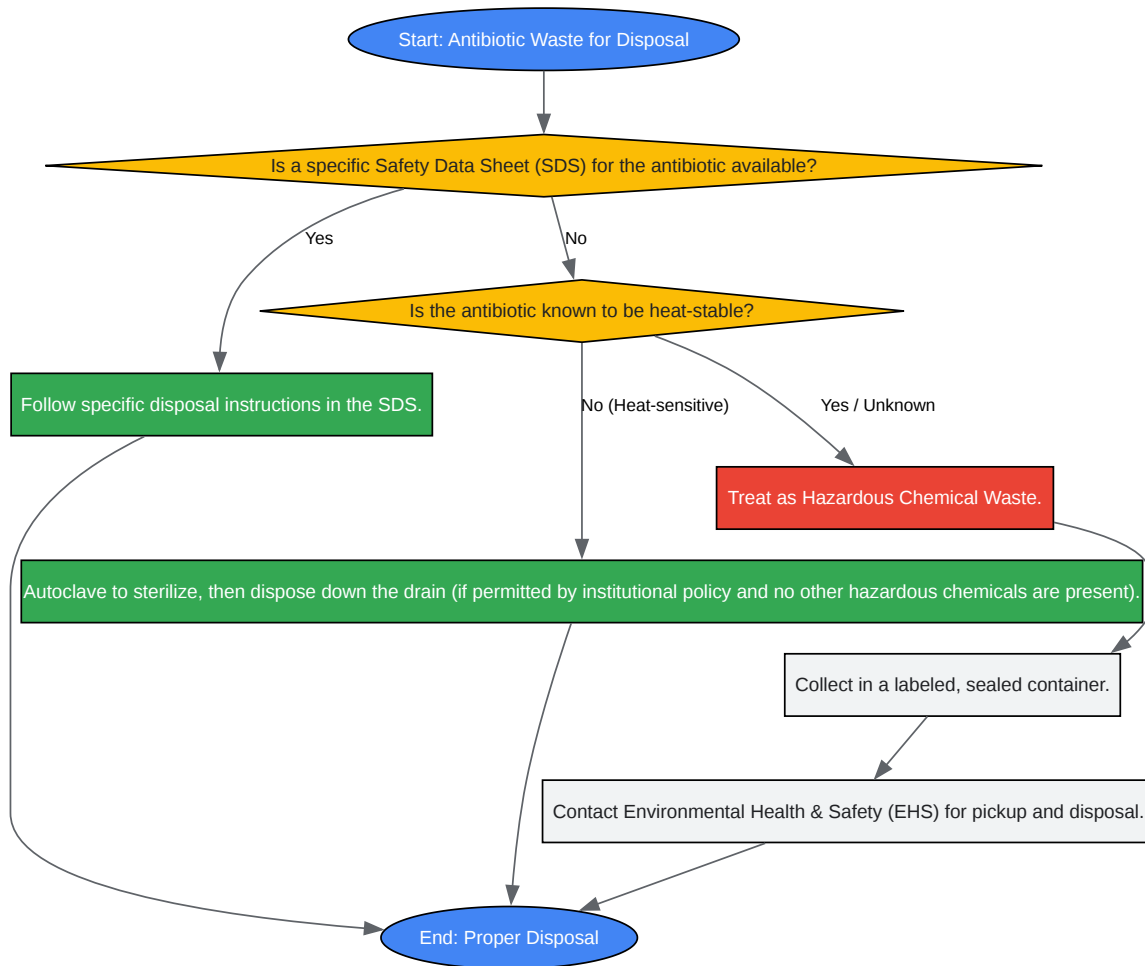 Start: Antibiotic Waste for Disposal
Is a specific Safety Data Sheet (SDS) for the antibiotic available?
Yes
No
Is the antibiotic known to be heat-stable?
Follow specific disposal instructions in the SDS.
No (Heat-sensitive)
Yes / Unknown
Treat as Hazardous Chemical Waste.
Autoclave to sterilize, then dispose down the drain (if permitted by institutional policy and no other hazardous chemicals are present).
Collect in a labeled, sealed container.
Contact Environmental Health & Safety (EHS) for pickup and disposal.
End: Proper Disposal